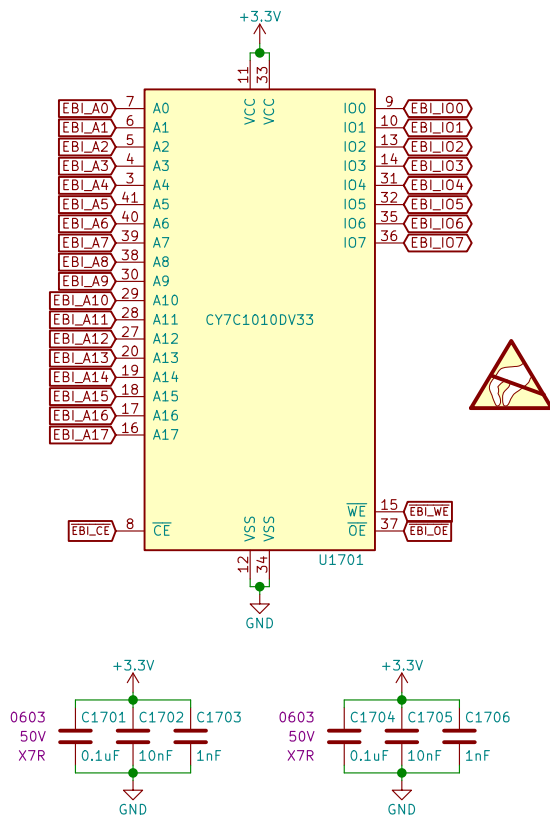 +3.3V
11 33
VCC VCC
EBI_A0 7 A0 IO0 9 EBI_IO0
EBI_A1 6 A1 IO1 10 EBI_IO1
EBI_A2 5 A2 IO2 13 EBI_IO2
EBI_A3 4 A3 IO3 14 EBI_IO3
EBI_A4 3 A4 IO4 31 EBI_IO4
EBI_A5 41 A5 IO5 32 EBI_IO5
EBI_A6 40 A6 IO6 35 EBI_IO6
EBI_A7 39 A7 IO7 36 EBI_IO7
EBI_A8 38 A8
EBI_A9 30 A9
EBI_A10 29 A10
EBI_A11 28 A11
CY7C1010DV33
EBI_A12 27 A12
EBI_A13 20 A13
EBI_A14 19 A14
EBI_A15 18 A15
EBI_A16 17 A16
EBI_A17 16 A17
WE 15 EBI_WE
EBI_CE 8 CE OE 37 EBI_OE
VSS VSS
12 34
U1701
GND
+3.3V +3.3V
0603 C1701 C1702 C1703 0603 C1704 C1705 C1706
50V 50V
X7R 0.1uF 10nF 1nF X7R 0.1uF 10nF 1nF
GND GND